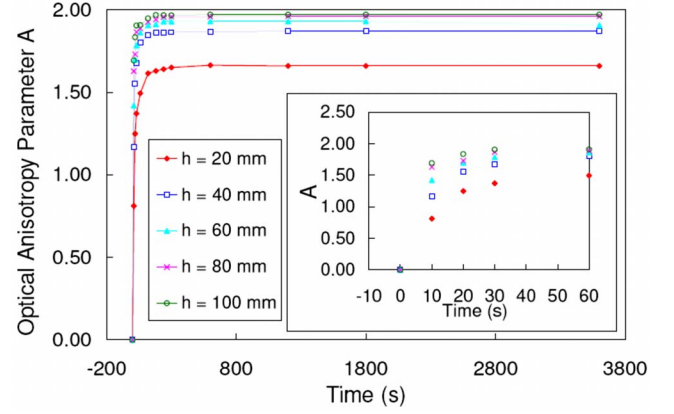 2.00
1.50
1.00
0.50
0.00
Optical Anisotropy Parameter A
-200 800 1800 2800 3800
Time (s)
h = 20 mm
h = 40 mm
h = 60 mm
h = 80 mm
h = 100 mm
2.50
2.00
1.50
1.00
0.50
0.00
A
-10 0 10 20 30 40 50 60
Time (s)